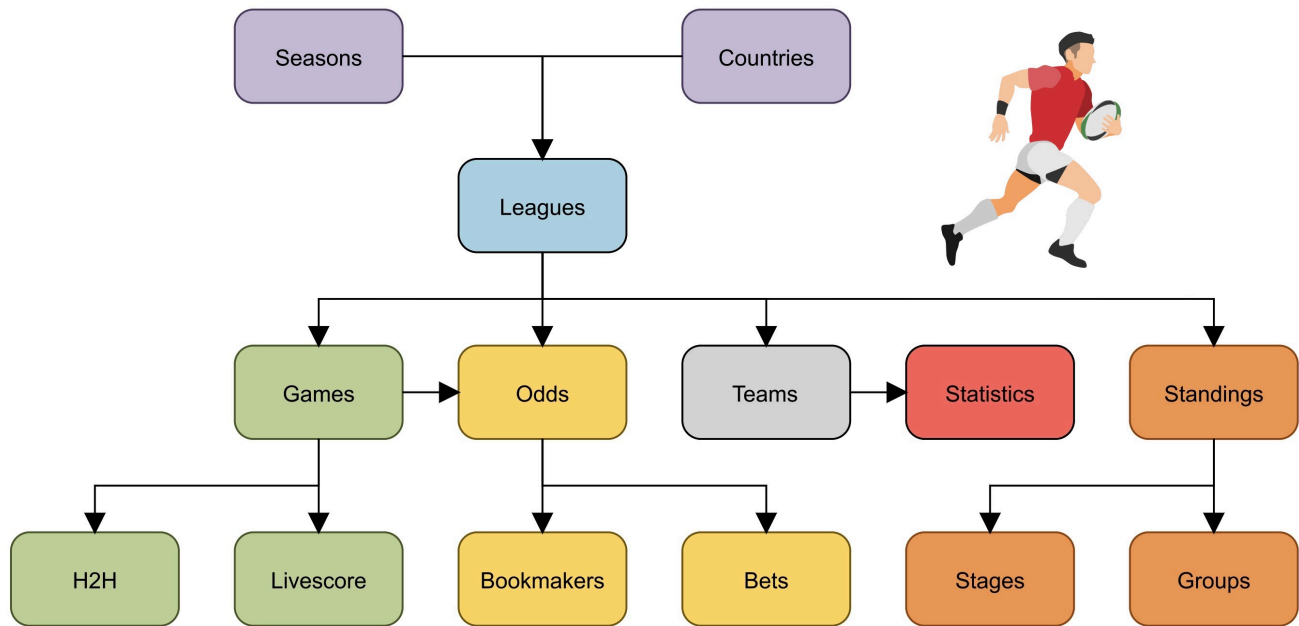 Seasons
Countries
Leagues
Games
Odds
Teams
Statistics
Standings
H2H
Livescore
Bookmakers
Bets
Stages
Groups